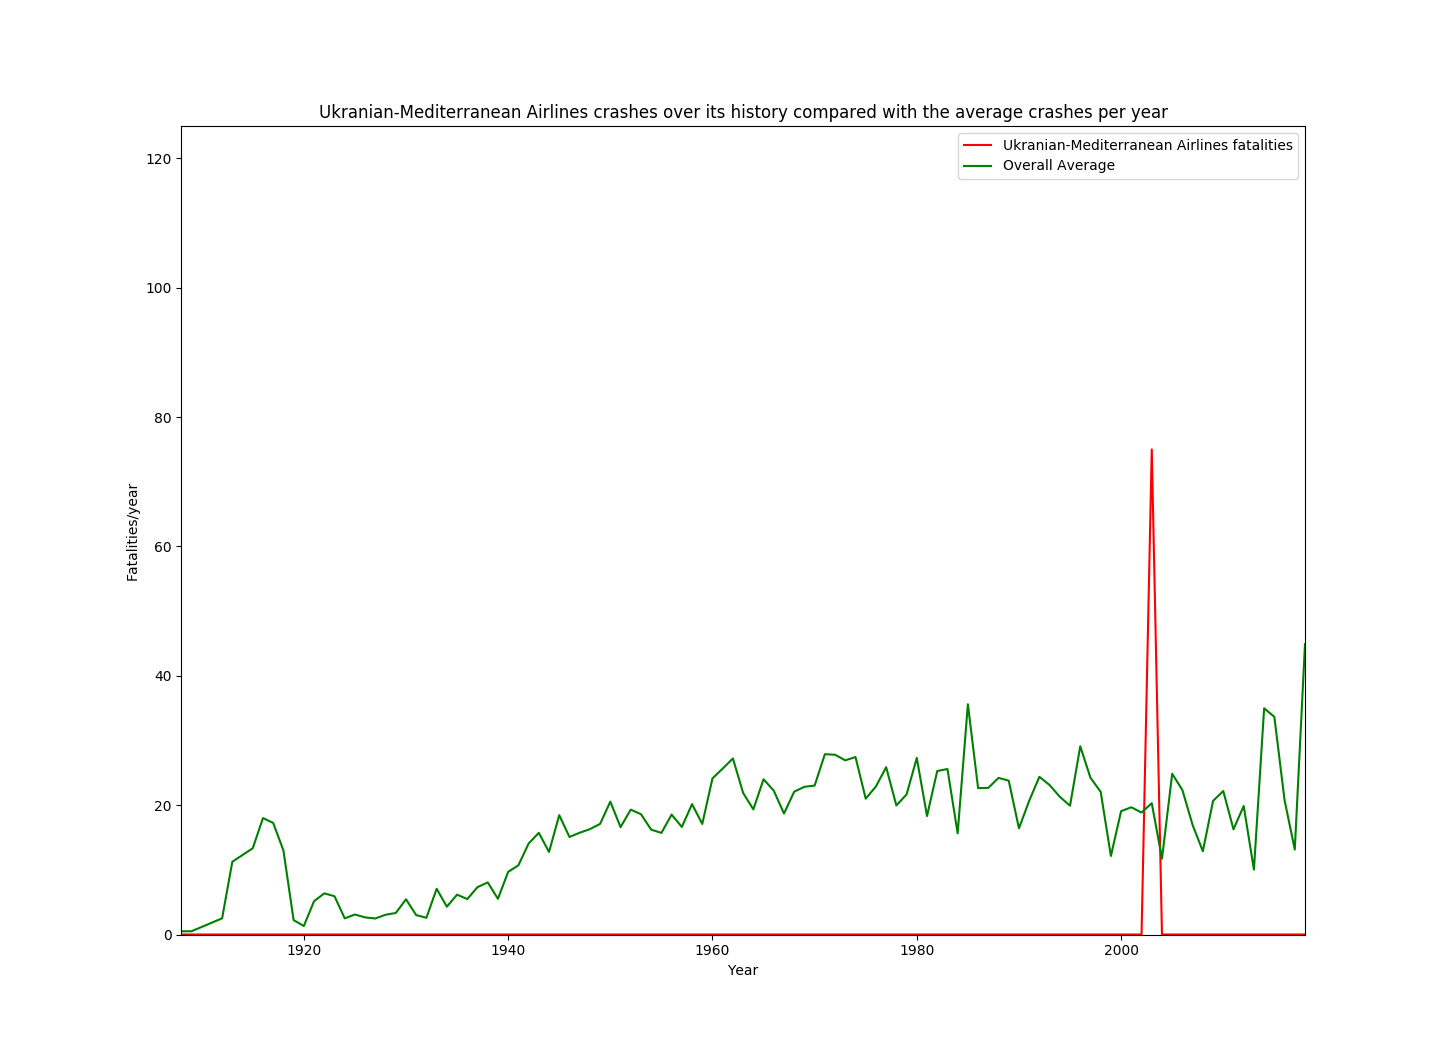 Ukranian-Mediterranean Airlines crashes over its history compared with the average crashes per year
Ukranian-Mediterranean Airlines fatalities
Overall Average
120
100
80
60
40
20
0
Fatalities/year
1920
1940
1960
1980
2000
Year